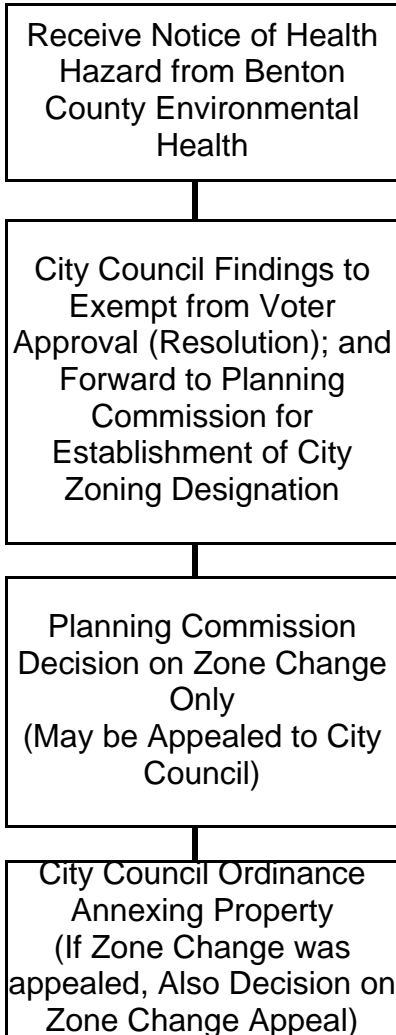 Receive Notice of Health
Hazard from Benton
County Environmental
Health
City Council Findings to
Exempt from Voter
Approval (Resolution); and
Forward to Planning
Commission for
Establishment of City
Zoning Designation
Planning Commission
Decision on Zone Change
Only
(May be Appealed to City
Council)
City Council Ordinance
Annexing Property
(If Zone Change was
appealed, Also Decision on
Zone Change Appeal)